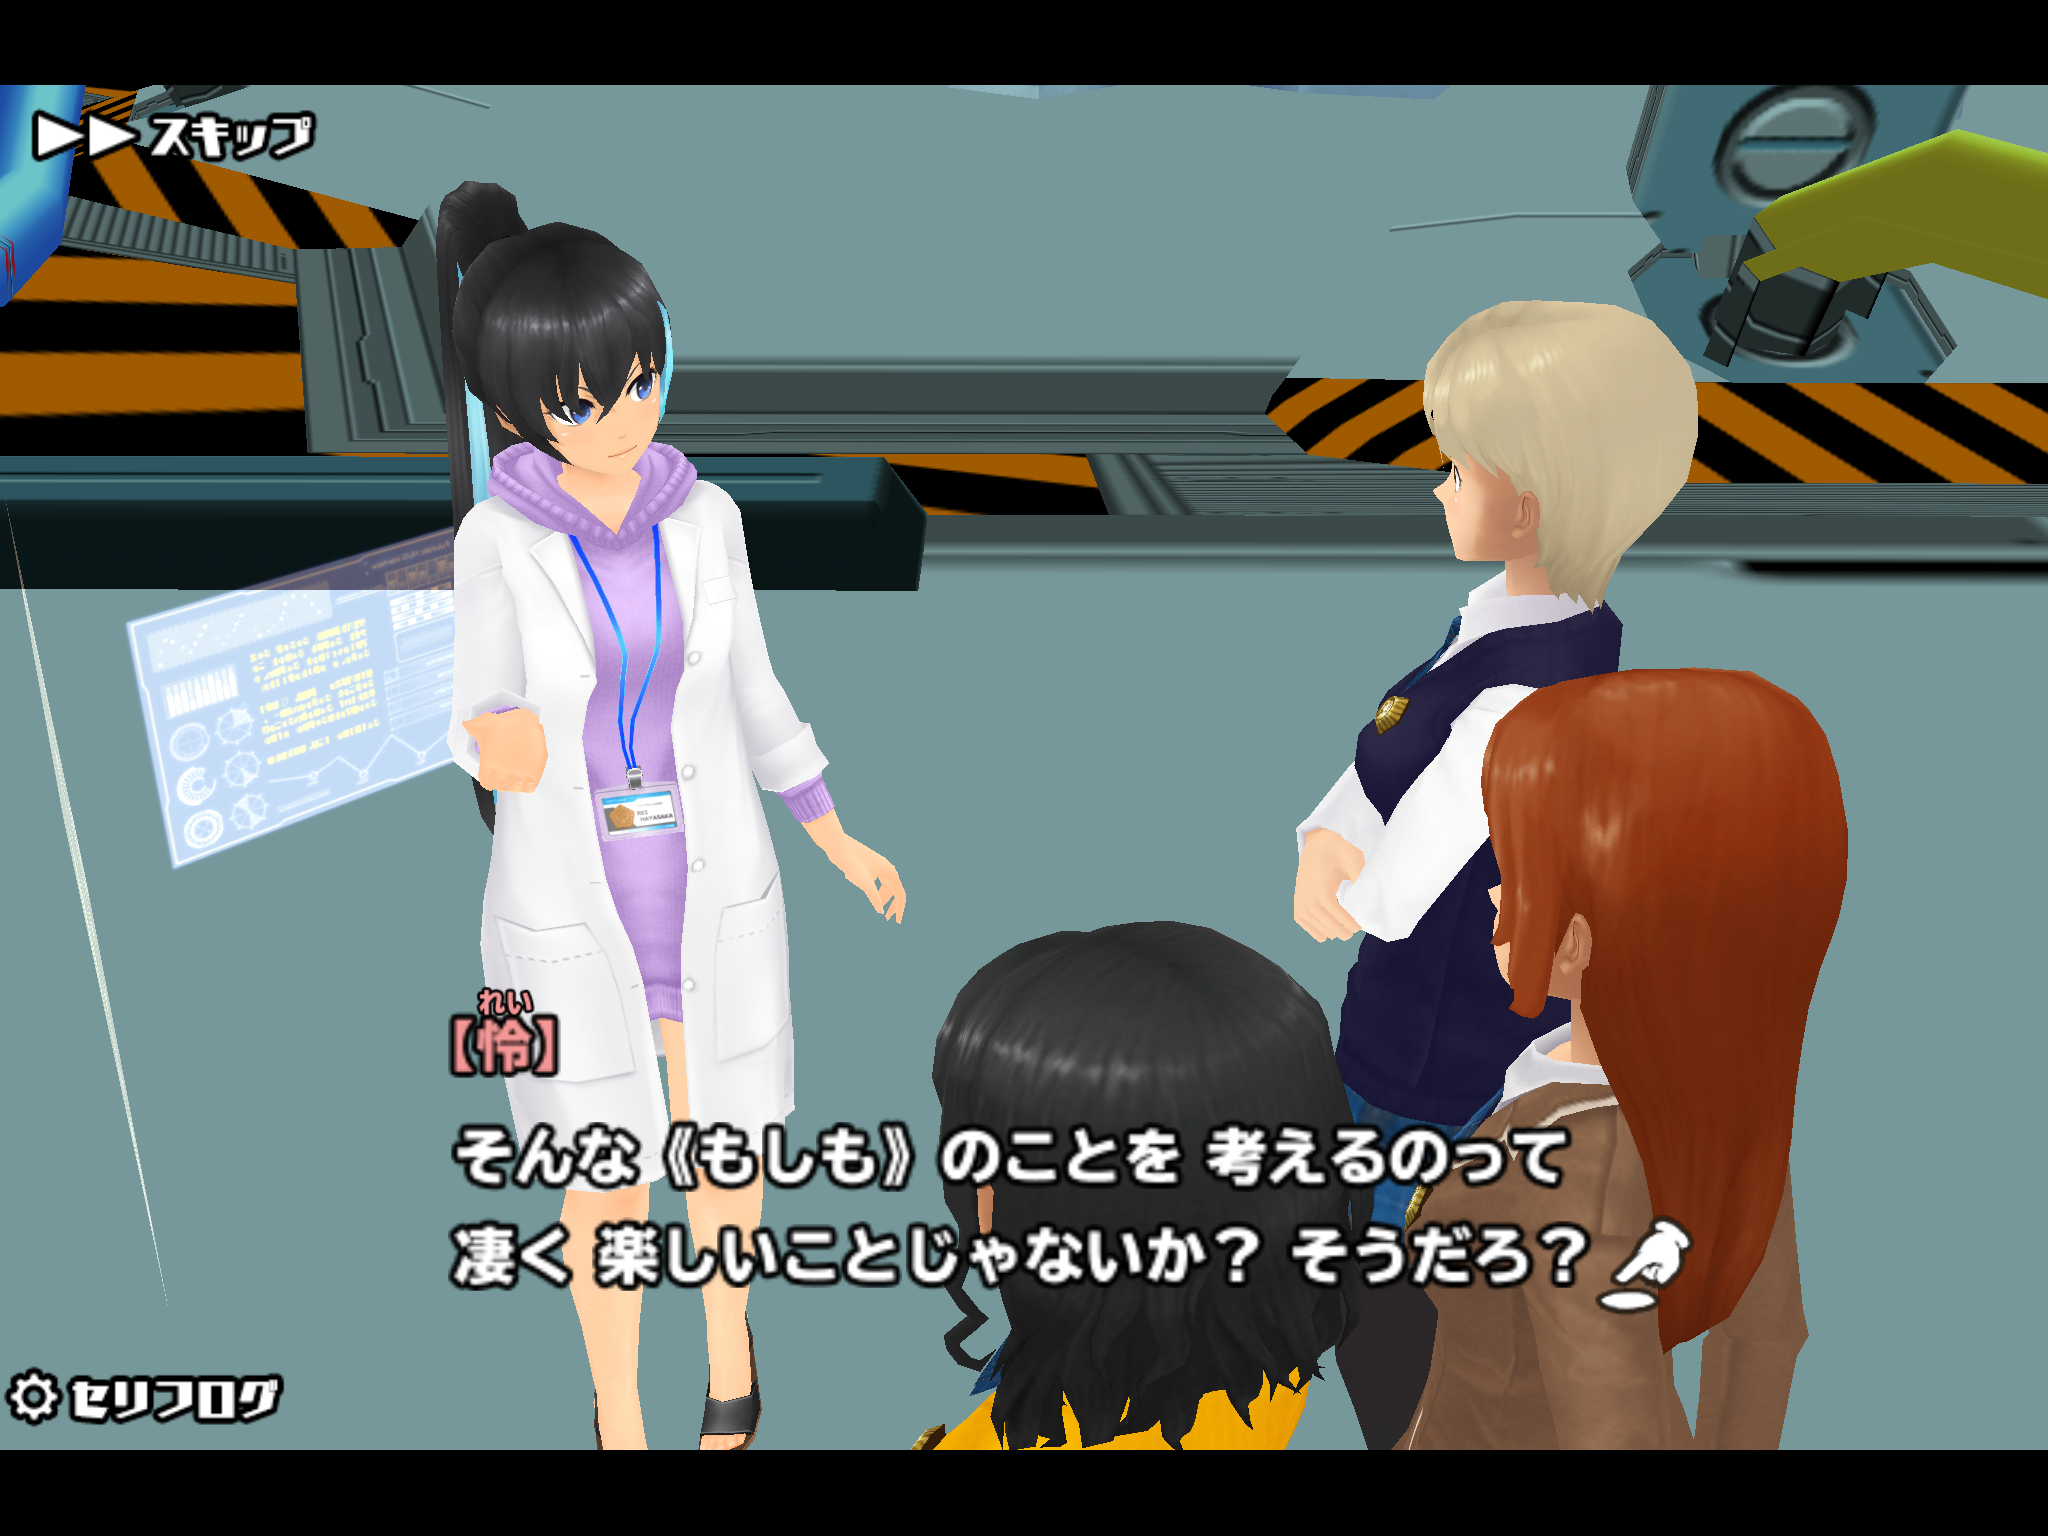 スキップ
REI
HAYASAKA
れい
【怜】
そんな《もしも》のことを 考えるのって
凄く 楽しいことじゃないか？ そうだろ？
セリフログ